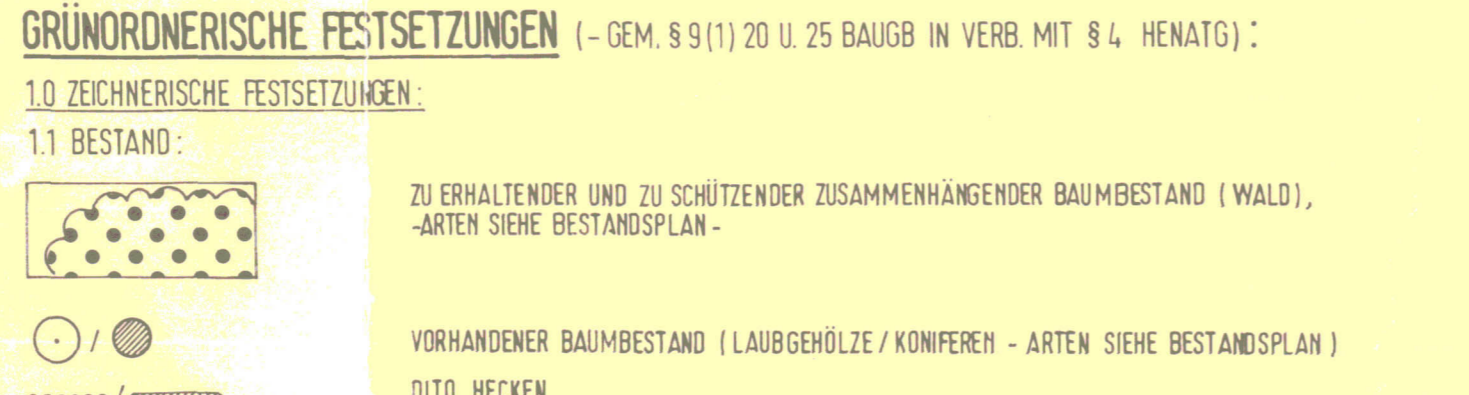 GRÜNORDNERISCHE FESTSETZUNGEN (- GEM. § 9 (1) 20 U. 25 BAUGB IN VERB. MIT § 4 HENATG) :
1.0 ZEICHNERISCHE FESTSETZUNGEN :
1.1 BESTAND :
ZU ERHALTENDER UND ZU SCHÜTZENDER ZUSAMMENHÄNGENDER BAUMBESTAND ( WALD ) ,
-ARTEN SIEHE BESTANDSPLAN -
/
VORHANDENER BAUMBESTAND ( LAUBGEHÖLZE / KONIFEREN - ARTEN SIEHE BESTANDSPLAN )
/
DITO HECKEN